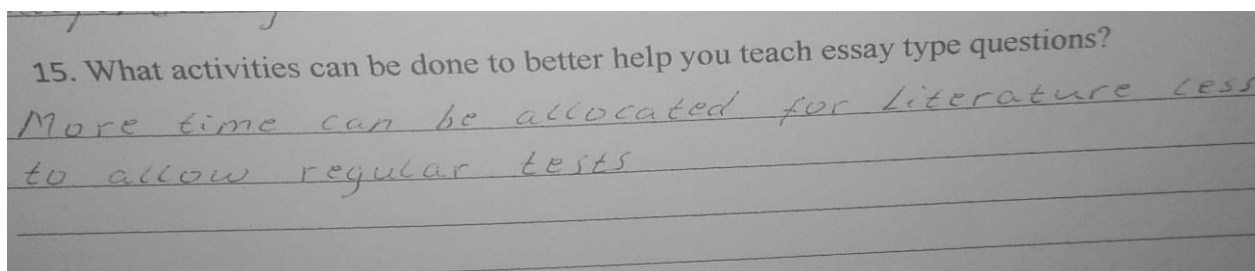 15. What activities can be done to better help you teach essay type questions?
More time can be allocated for Literature less
to allow regular tests